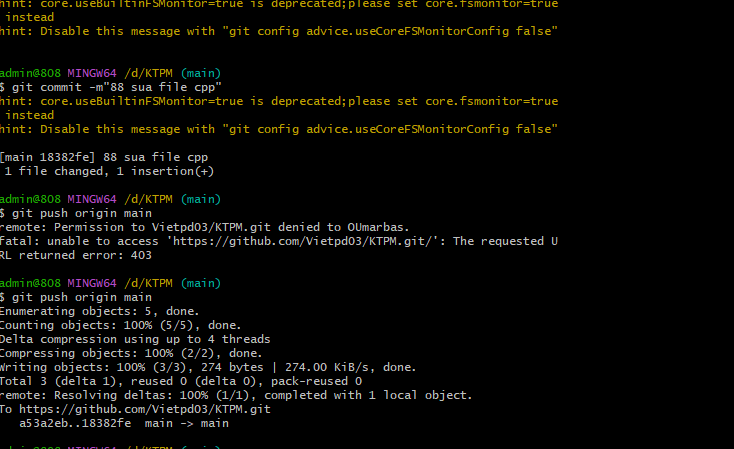 hint: core.useBuiltinFSMonitor=true is deprecated;please set core.fsmonitor=true
 instead
hint: Disable this message with "git config advice.useCoreFSMonitorConfig false"
admin@808 MINGW64 /d/KTPM (main)
$ git commit -m"88 sua file cpp"
hint: core.useBuiltinFSMonitor=true is deprecated;please set core.fsmonitor=true
 instead
hint: Disable this message with "git config advice.useCoreFSMonitorConfig false"
[main 18382fe] 88 sua file cpp
 1 file changed, 1 insertion(+)
admin@808 MINGW64 /d/KTPM (main)
$ git push origin main
remote: Permission to Vietpd03/KTPM.git denied to OUmarbas.
fatal: unable to access 'https://github.com/Vietpd03/KTPM.git/': The requested U
RL returned error: 403
admin@808 MINGW64 /d/KTPM (main)
$ git push origin main
Enumerating objects: 5, done.
Counting objects: 100% (5/5), done.
Delta compression using up to 4 threads
Compressing objects: 100% (2/2), done.
Writing objects: 100% (3/3), 274 bytes | 274.00 KiB/s, done.
Total 3 (delta 1), reused 0 (delta 0), pack-reused 0
remote: Resolving deltas: 100% (1/1), completed with 1 local object.
To https://github.com/Vietpd03/KTPM.git
   a53a2eb..18382fe  main -> main
admin@808 MINGW64 /d/KTPM (main)